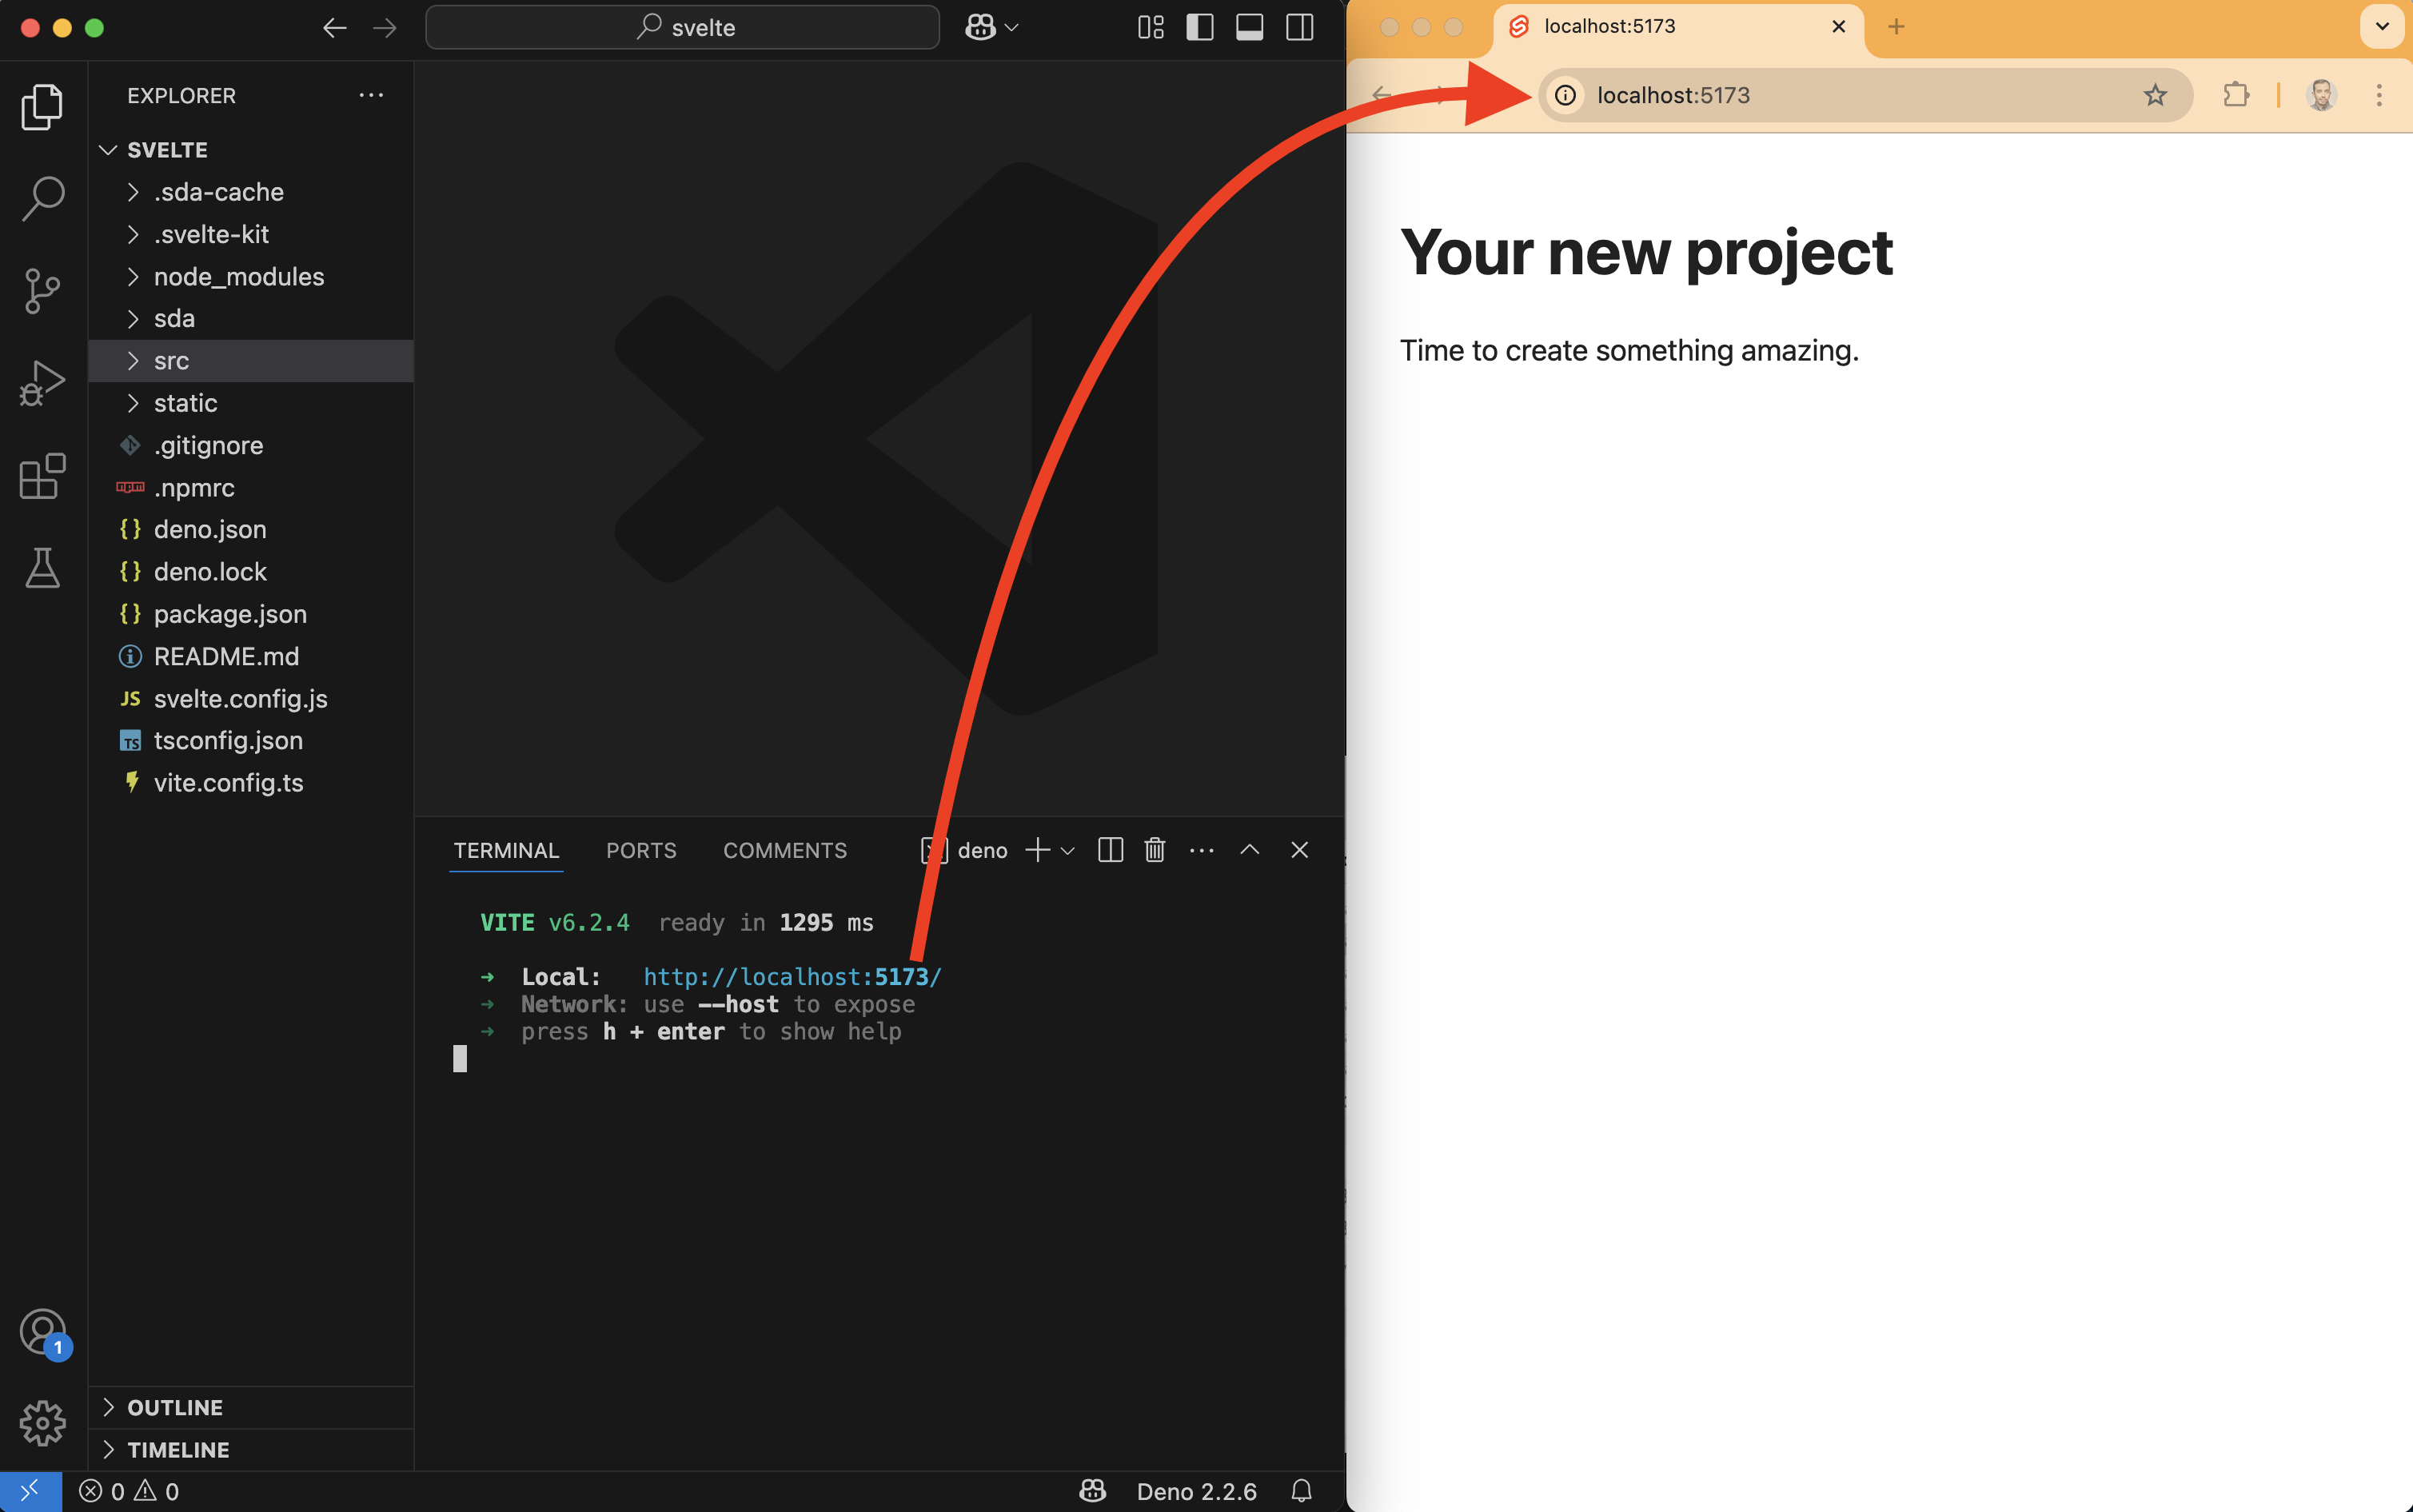 svelte
EXPLORER
SVELTE
.sda-cache
.svelte-kit
node_modules
sda
src
static
.gitignore
.npmrc
deno.json
deno.lock
package.json
README.md
JS svelte.config.js
TS tsconfig.json
vite.config.ts
1
OUTLINE
TIMELINE
TERMINAL PORTS COMMENTS deno
VITE v6.2.4 ready in 1295 ms
➜ Local: http://localhost:5173/
➜ Network: use --host to expose
➜ press h + enter to show help
0 0 Deno 2.2.6
localhost:5173
localhost:5173
Your new project
Time to create something amazing.